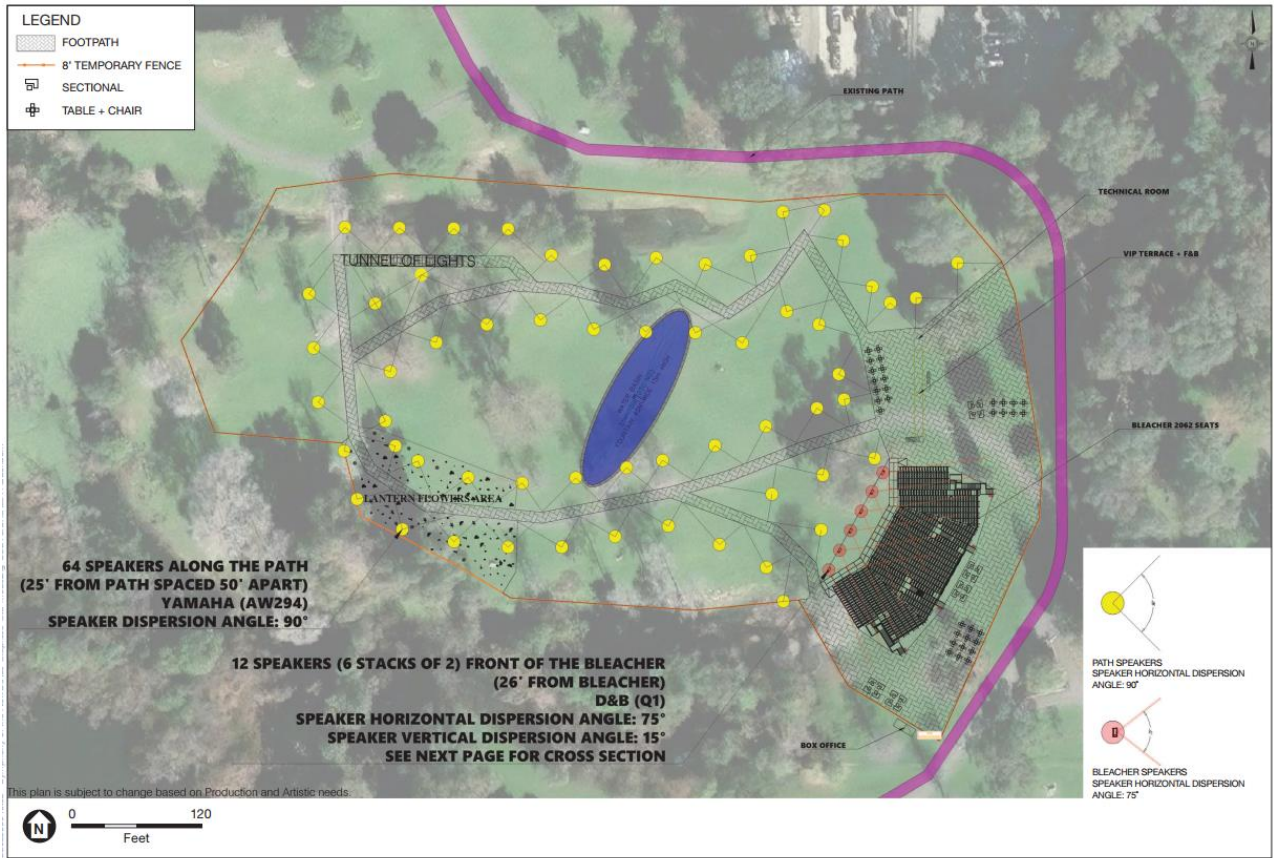 LEGEND
FOOTPATH
8' TEMPORARY FENCE
SECTIONAL
TABLE + CHAIR
EXISTING PATH
TECHNICAL ROOM
VIP TERRACE + F&B
BLEACHER 2062 SEATS
TUNNEL OF LIGHTS
LANTERN FLOWERS AREA
64 SPEAKERS ALONG THE PATH
(25' FROM PATH SPACED 50' APART)
YAMAHA (AW294)
SPEAKER DISPERSION ANGLE: 90°
12 SPEAKERS (6 STACKS OF 2) FRONT OF THE BLEACHER
(26' FROM BLEACHER)
D&B (Q1)
SPEAKER HORIZONTAL DISPERSION ANGLE: 75°
SPEAKER VERTICAL DISPERSION ANGLE: 15°
SEE NEXT PAGE FOR CROSS SECTION
BOX OFFICE
PATH SPEAKERS
SPEAKER HORIZONTAL DISPERSION
ANGLE: 90°
BLEACHER SPEAKERS
SPEAKER HORIZONTAL DISPERSION
ANGLE: 75°
This plan is subject to change based on Production and Artistic needs.
N
0 120
Feet